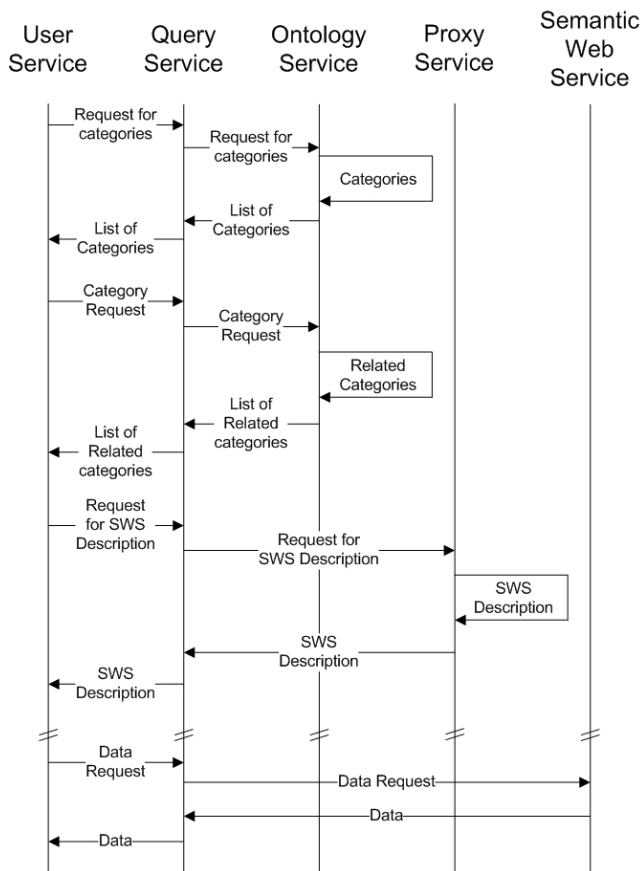 User
Service
Query
Service
Ontology
Service
Proxy
Service
Semantic
Web
Service
Request for
categories
Request for
categories
Categories
List of
Categories
List of
Categories
Category
Request
Category
Request
Related
Categories
List of
Related
categories
List of
Related
categories
Request
for SWS
Description
Request for
SWS Description
SWS
Description
SWS
Description
SWS
Description
Data
Request
Data Request
Data
Data